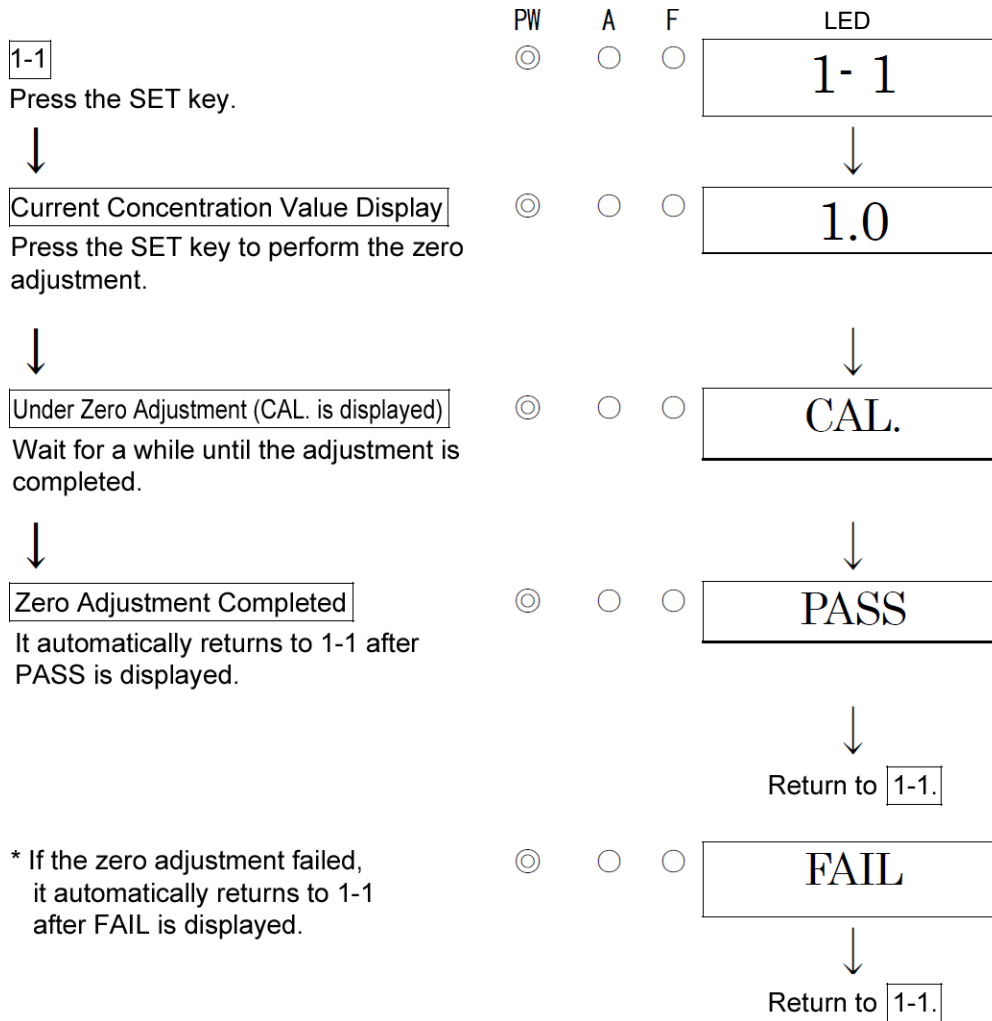 PW A F LED
1-1 ◎ ○ ○ 1- 1
Press the SET key.
↓ ↓
Current Concentration Value Display ◎ ○ ○ 1.0
Press the SET key to perform the zero
adjustment.
↓ ↓
Under Zero Adjustment (CAL. is displayed) ◎ ○ ○ CAL.
Wait for a while until the adjustment is
completed.
↓ ↓
Zero Adjustment Completed ◎ ○ ○ PASS
It automatically returns to 1-1 after
PASS is displayed.
↓
Return to 1-1.
* If the zero adjustment failed, ◎ ○ ○ FAIL
it automatically returns to 1-1
after FAIL is displayed.
↓
Return to 1-1.